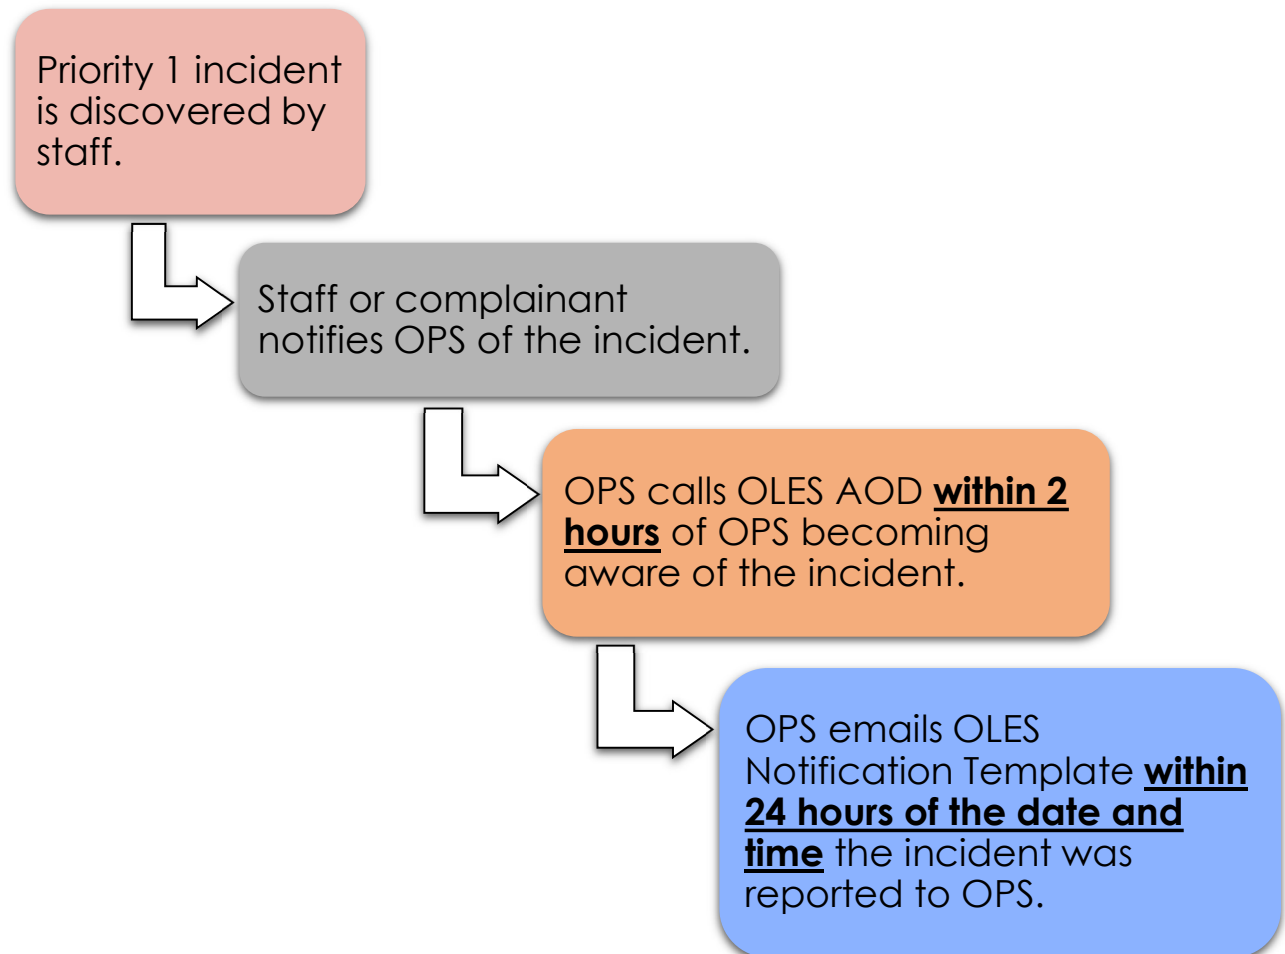 Priority 1 incident
is discovered by
staff.
Staff or complainant
notifies OPS of the incident.
OPS calls OLES AOD within 2
hours of OPS becoming
aware of the incident.
OPS emails OLES
Notification Template within
24 hours of the date and
time the incident was
reported to OPS.